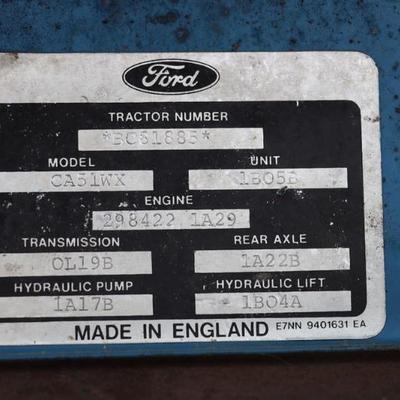 Ford
TRACTOR NUMBER
*BC61885*
MODEL UNIT
CA51WX 1B05B
ENGINE
298422 1A29
TRANSMISSION REAR AXLE
0L19B 1A22B
HYDRAULIC PUMP HYDRAULIC LIFT
1A17B 1B04A
MADE IN ENGLAND E7NN 9401631 EA